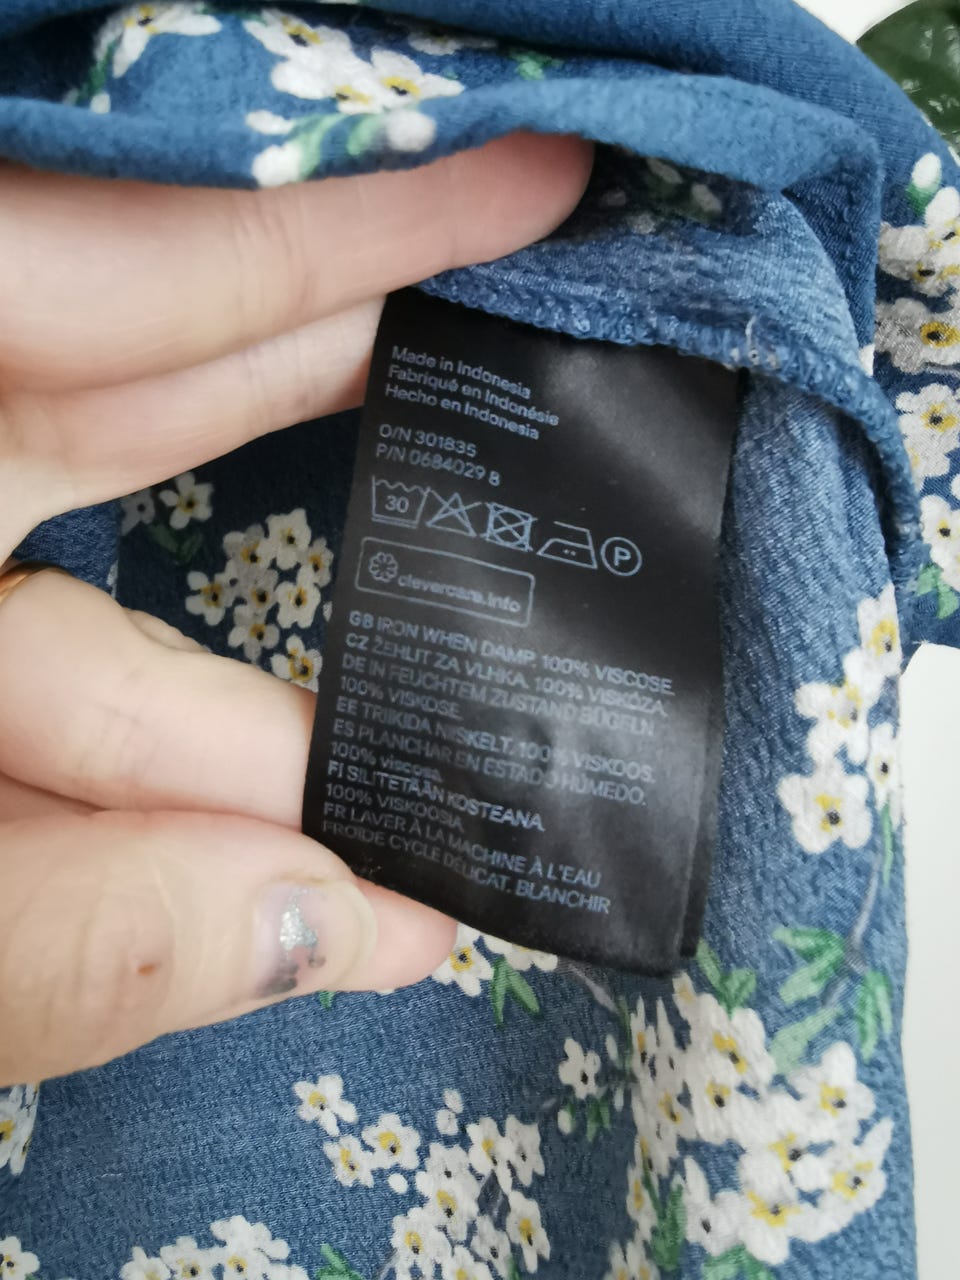 Made in Indonesia
Fabriqué en Indonésie
Hecho en Indonesia
O/N 301835
P/N 0684029 8
30
P
clevercare.info
GB IRON WHEN DAMP. 100% VISCOSE
CZ ŽEHLIT ZA VLHKA. 100% VISKÓZA
DE IN FEUCHTEM ZUSTAND BÜGELN
100% VISKOSE
EE TRIIKIDA NIISKELT. 100% VISKOOS.
ES PLANCHAR EN ESTADO HÚMEDO.
100% viscosa.
FI SILITETÄÄN KOSTEANA.
100% VISKOOSIA.
FR LAVER À LA MACHINE À L'EAU
FROIDE CYCLE DÉLICAT. BLANCHIR